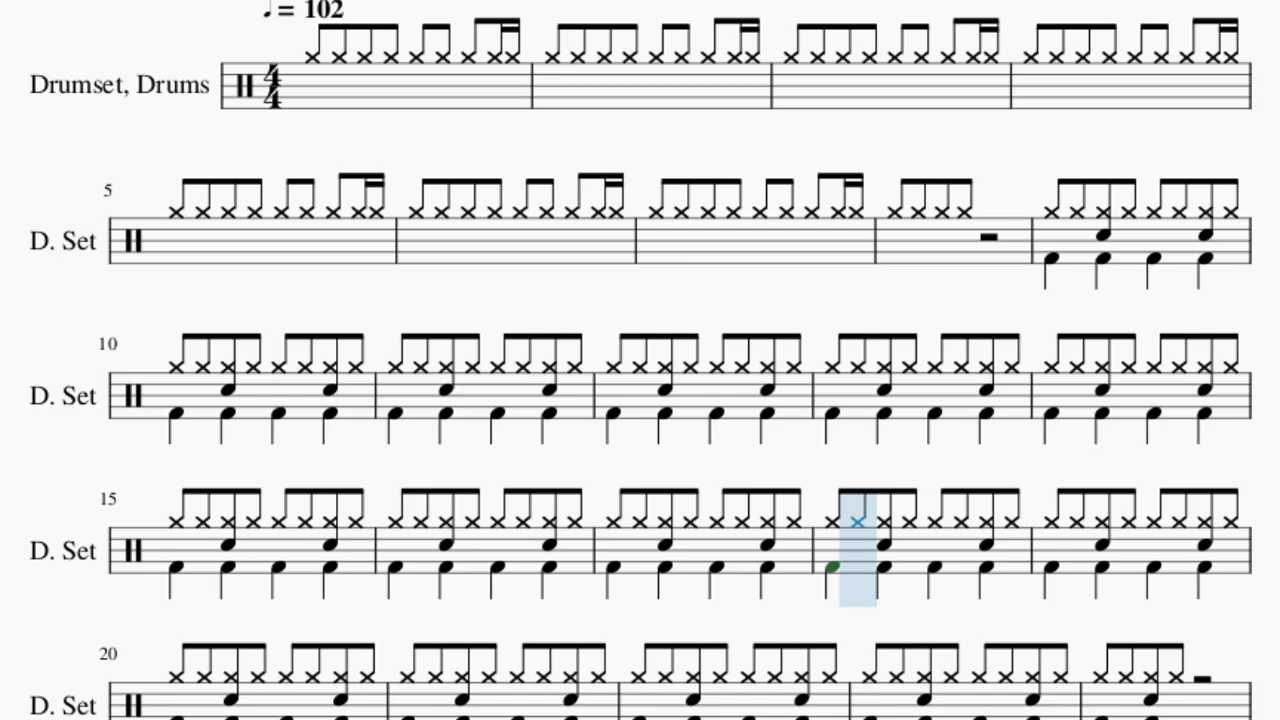 ♩ = 102
Drumset, Drums
4
4
5
D. Set
10
D. Set
15
D. Set
20
D. Set